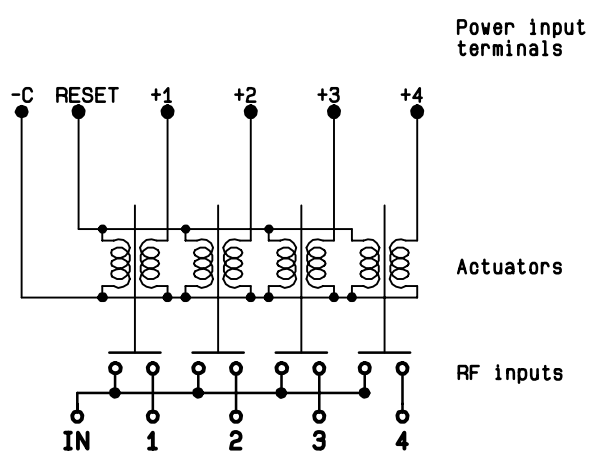 Power input
terminals
-C RESET +1 +2 +3 +4
Actuators
RF inputs
IN 1 2 3 4